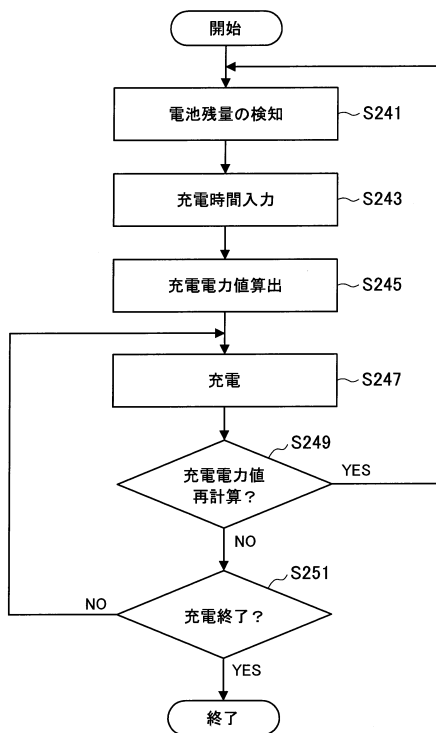 開始
電池残量の検知
S241
充電時間入力
S243
充電電力値算出
S245
充電
S247
S249
充電電力値
再計算？
YES
NO
S251
NO
充電終了？
YES
終了